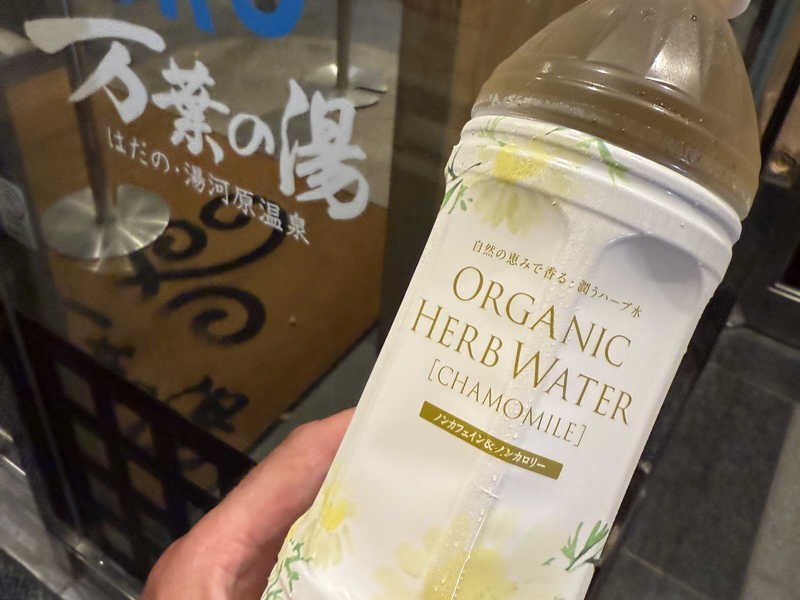 万葉の湯
はだの・湯河原温泉
自然の恵みで香る・潤うハーブ水
ORGANIC
HERB WATER
[CHAMOMILE]
ノンカフェイン&ノンカロリー